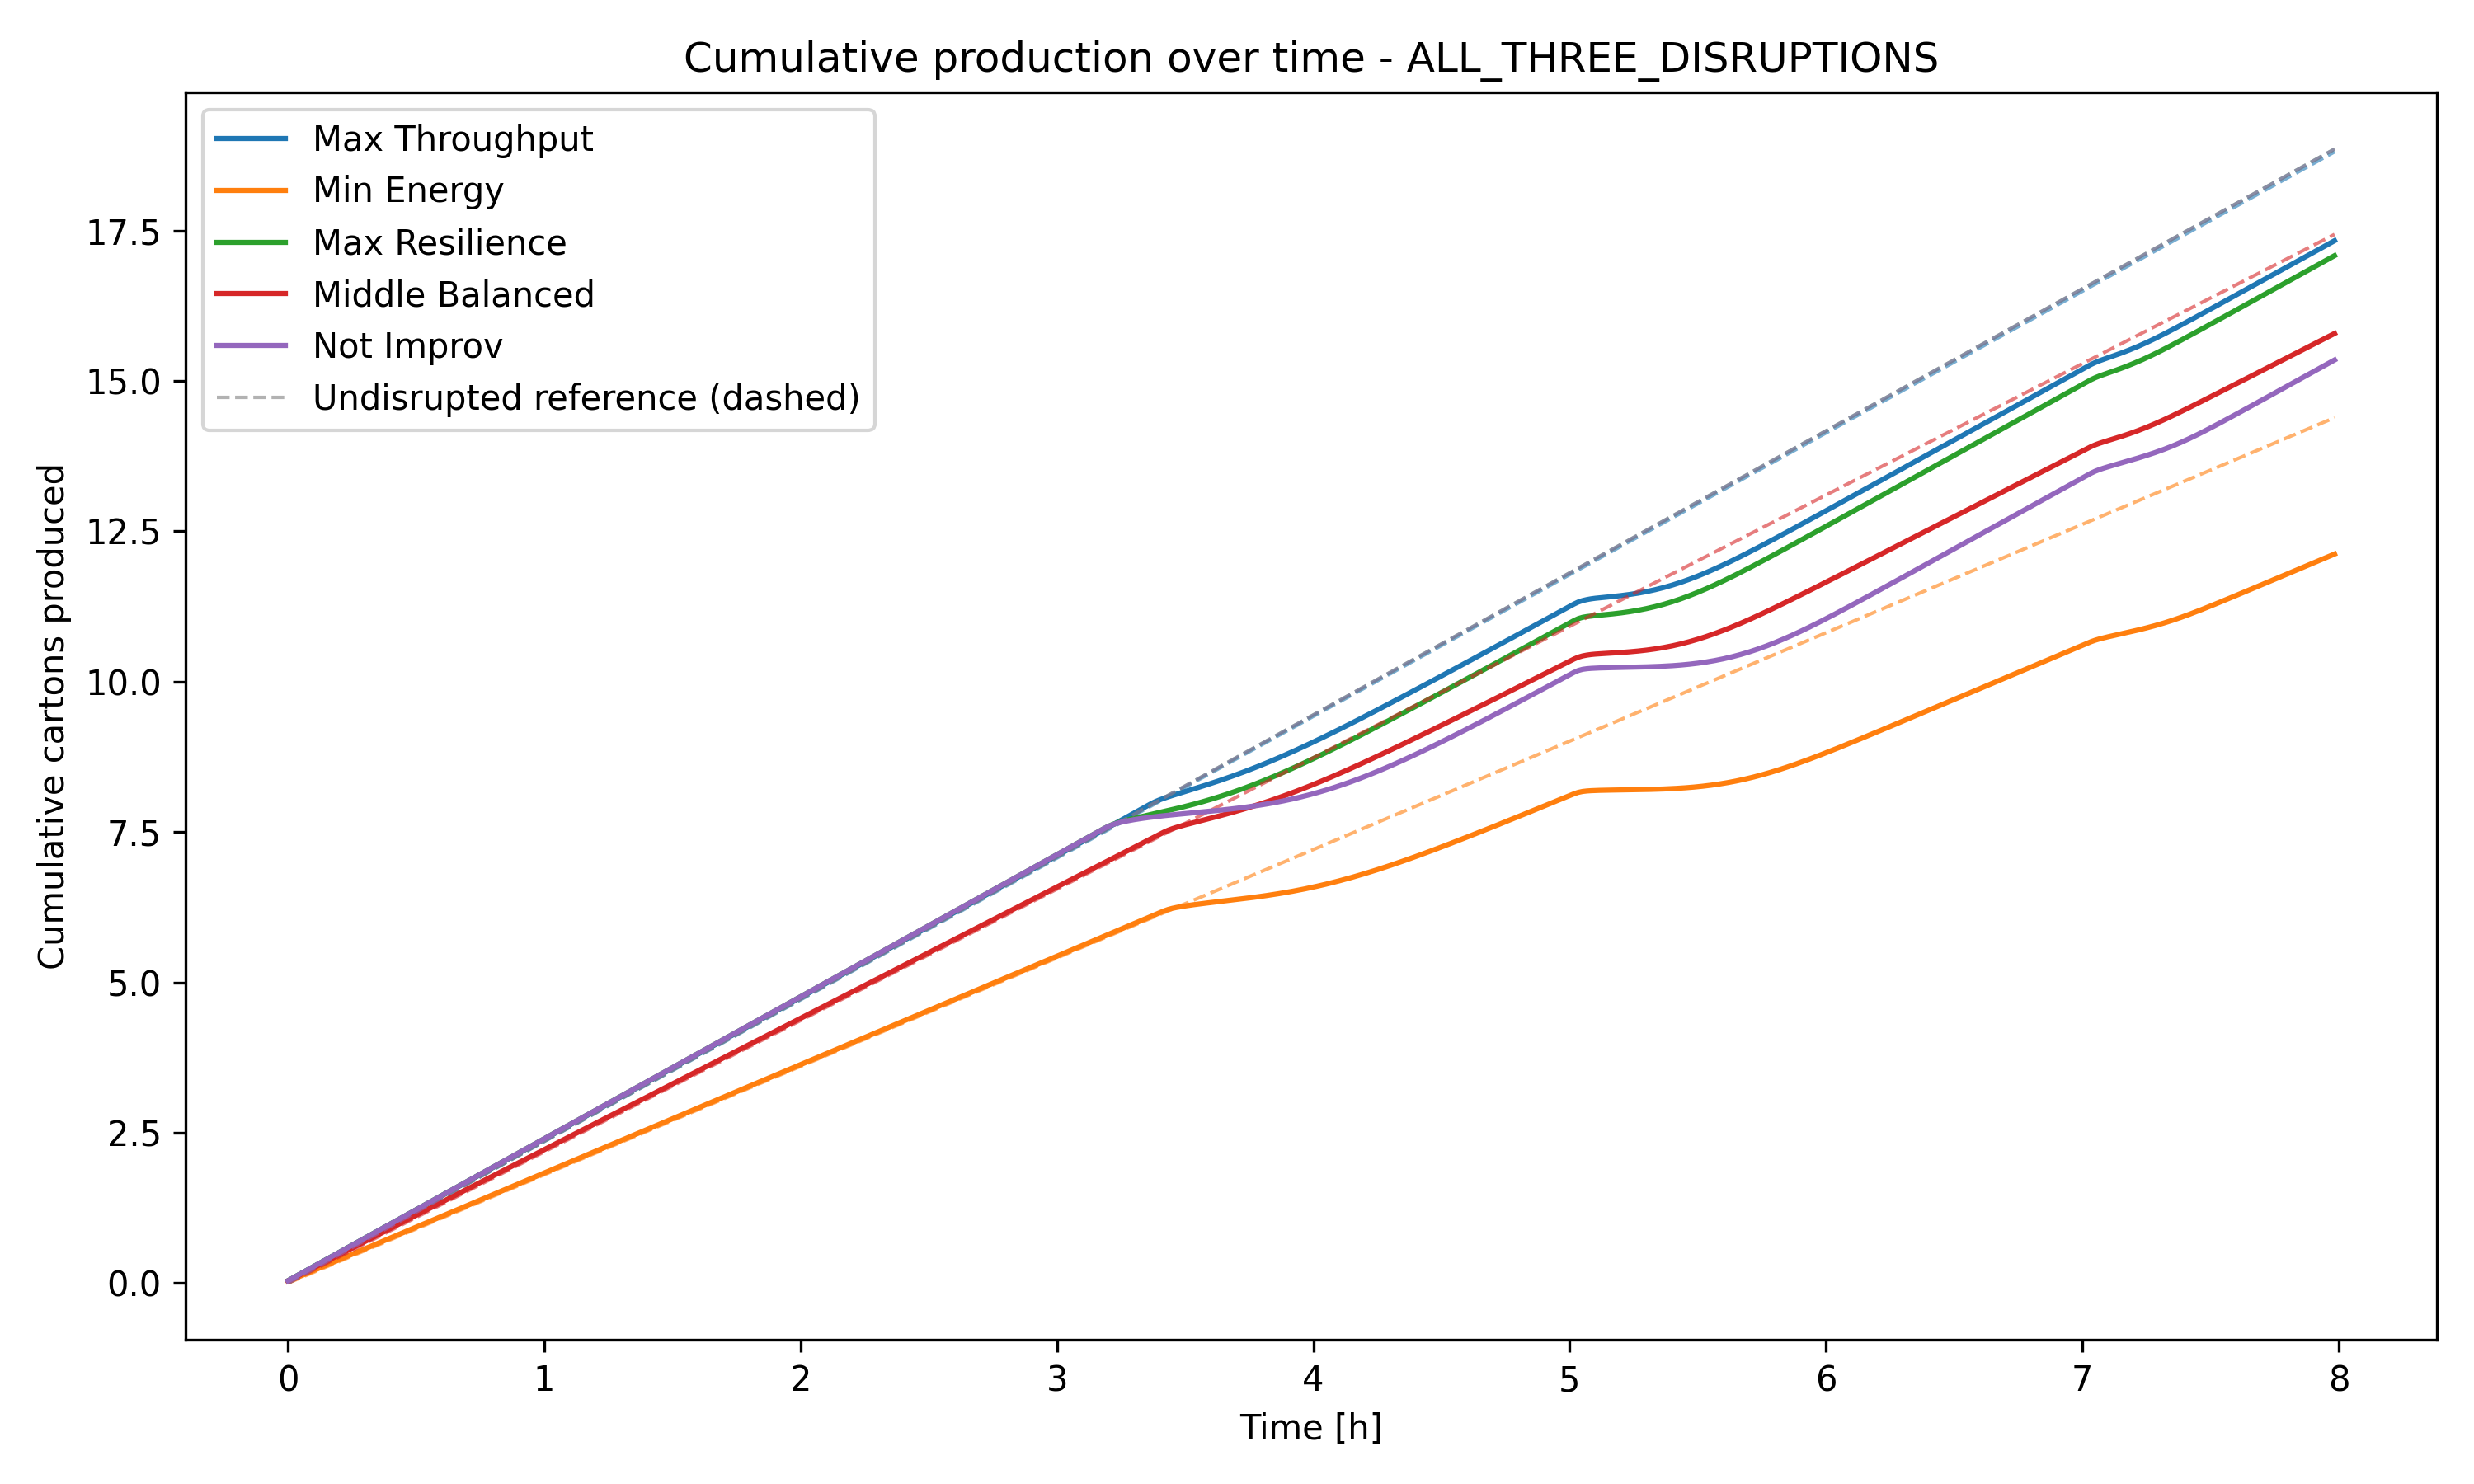 Cumulative production over time - ALL_THREE_DISRUPTIONS
Max Throughput
Min Energy
Max Resilience
Middle Balanced
Not Improv
Undisrupted reference (dashed)
Cumulative cartons produced
17.5
15.0
12.5
10.0
7.5
5.0
2.5
0.0
0 1 2 3 4 5 6 7 8
Time [h]